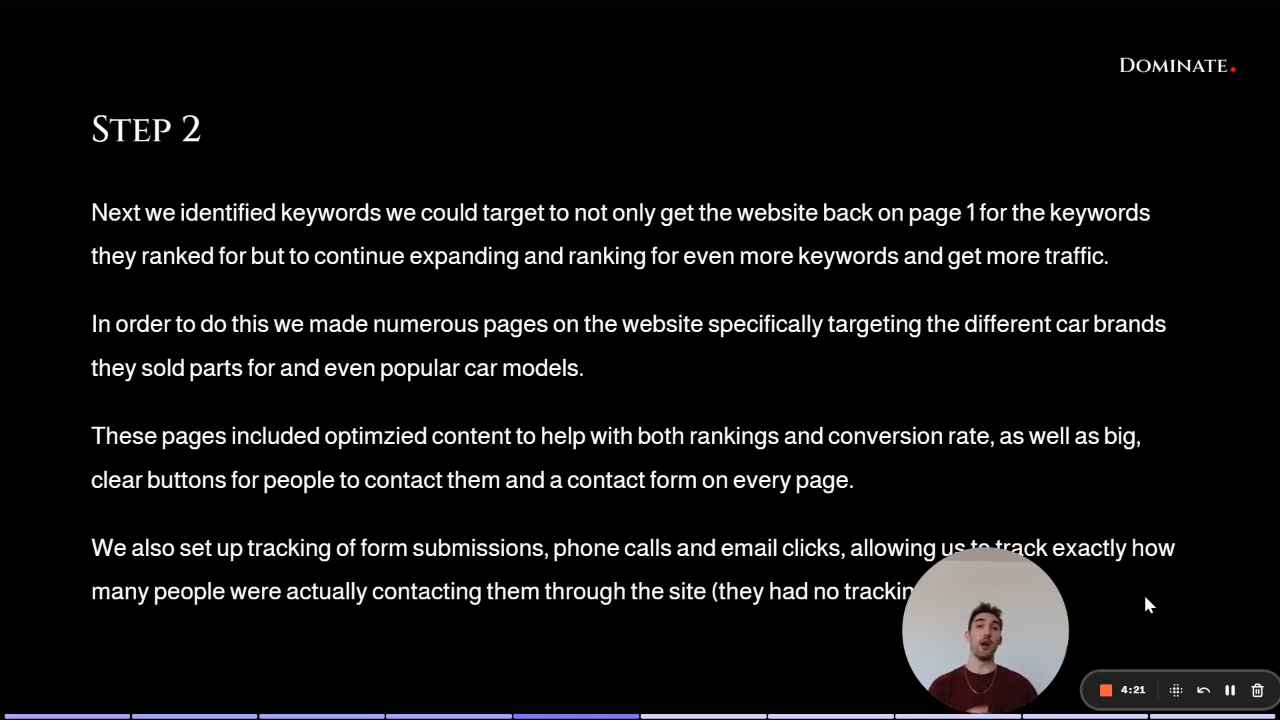 DOMINATE.
STEP 2
Next we identified keywords we could target to not only get the website back on page 1 for the keywords
they ranked for but to continue expanding and ranking for even more keywords and get more traffic.
In order to do this we made numerous pages on the website specifically targeting the different car brands
they sold parts for and even popular car models.
These pages included optimzied content to help with both rankings and conversion rate, as well as big,
clear buttons for people to contact them and a contact form on every page.
We also set up tracking of form submissions, phone calls and email clicks, allowing us to track exactly how
many people were actually contacting them through the site (they had no
4:21